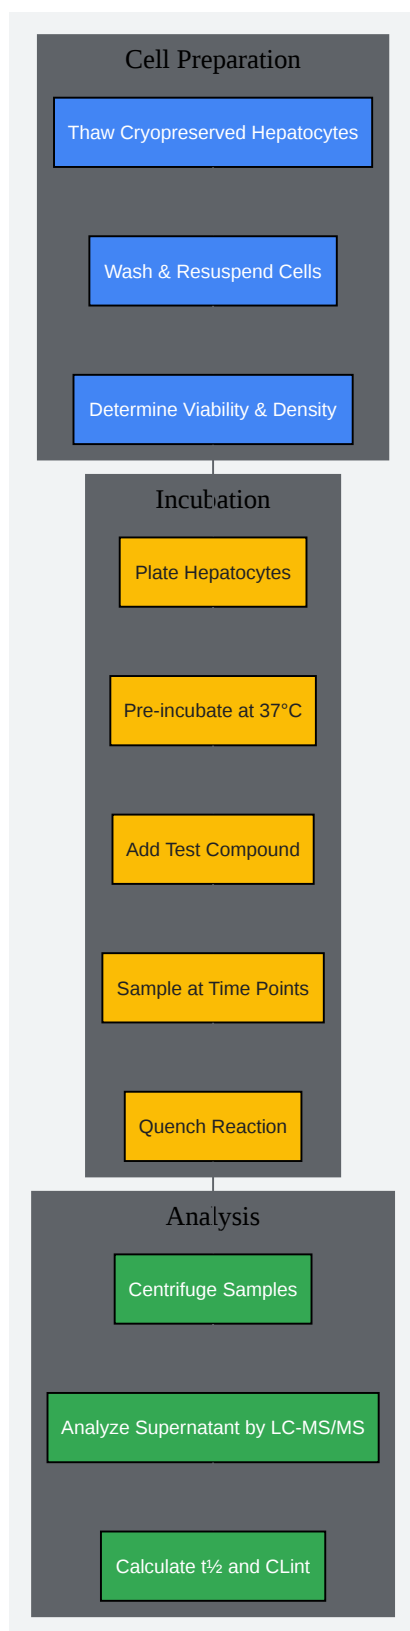 Cell Preparation
Thaw Cryopreserved Hepatocytes
Wash & Resuspend Cells
Determine Viability & Density
Incubation
Plate Hepatocytes
Pre-incubate at 37°C
Add Test Compound
Sample at Time Points
Quench Reaction
Analysis
Centrifuge Samples
Analyze Supernatant by LC-MS/MS
Calculate t½ and CLint